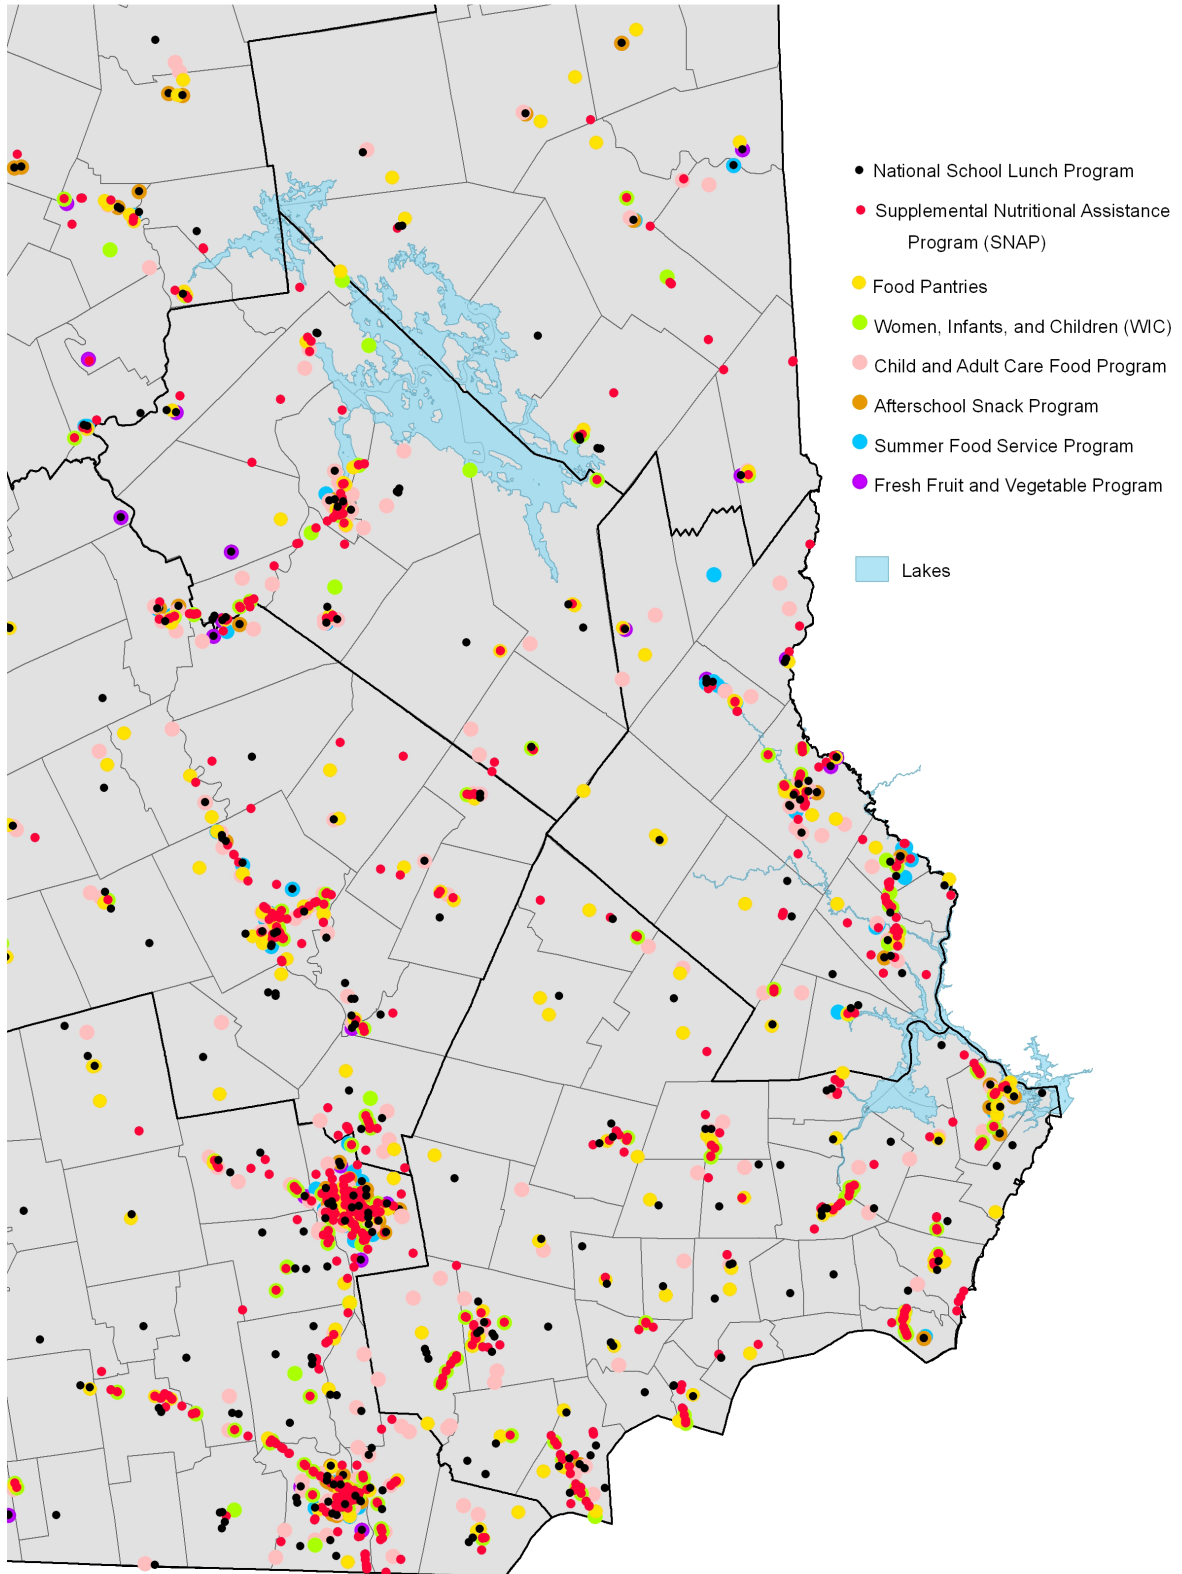 National School Lunch Program
Supplemental Nutritional Assistance
Program (SNAP)
Food Pantries
Women, Infants, and Children (WIC)
Child and Adult Care Food Program
Afterschool Snack Program
Summer Food Service Program
Fresh Fruit and Vegetable Program
Lakes